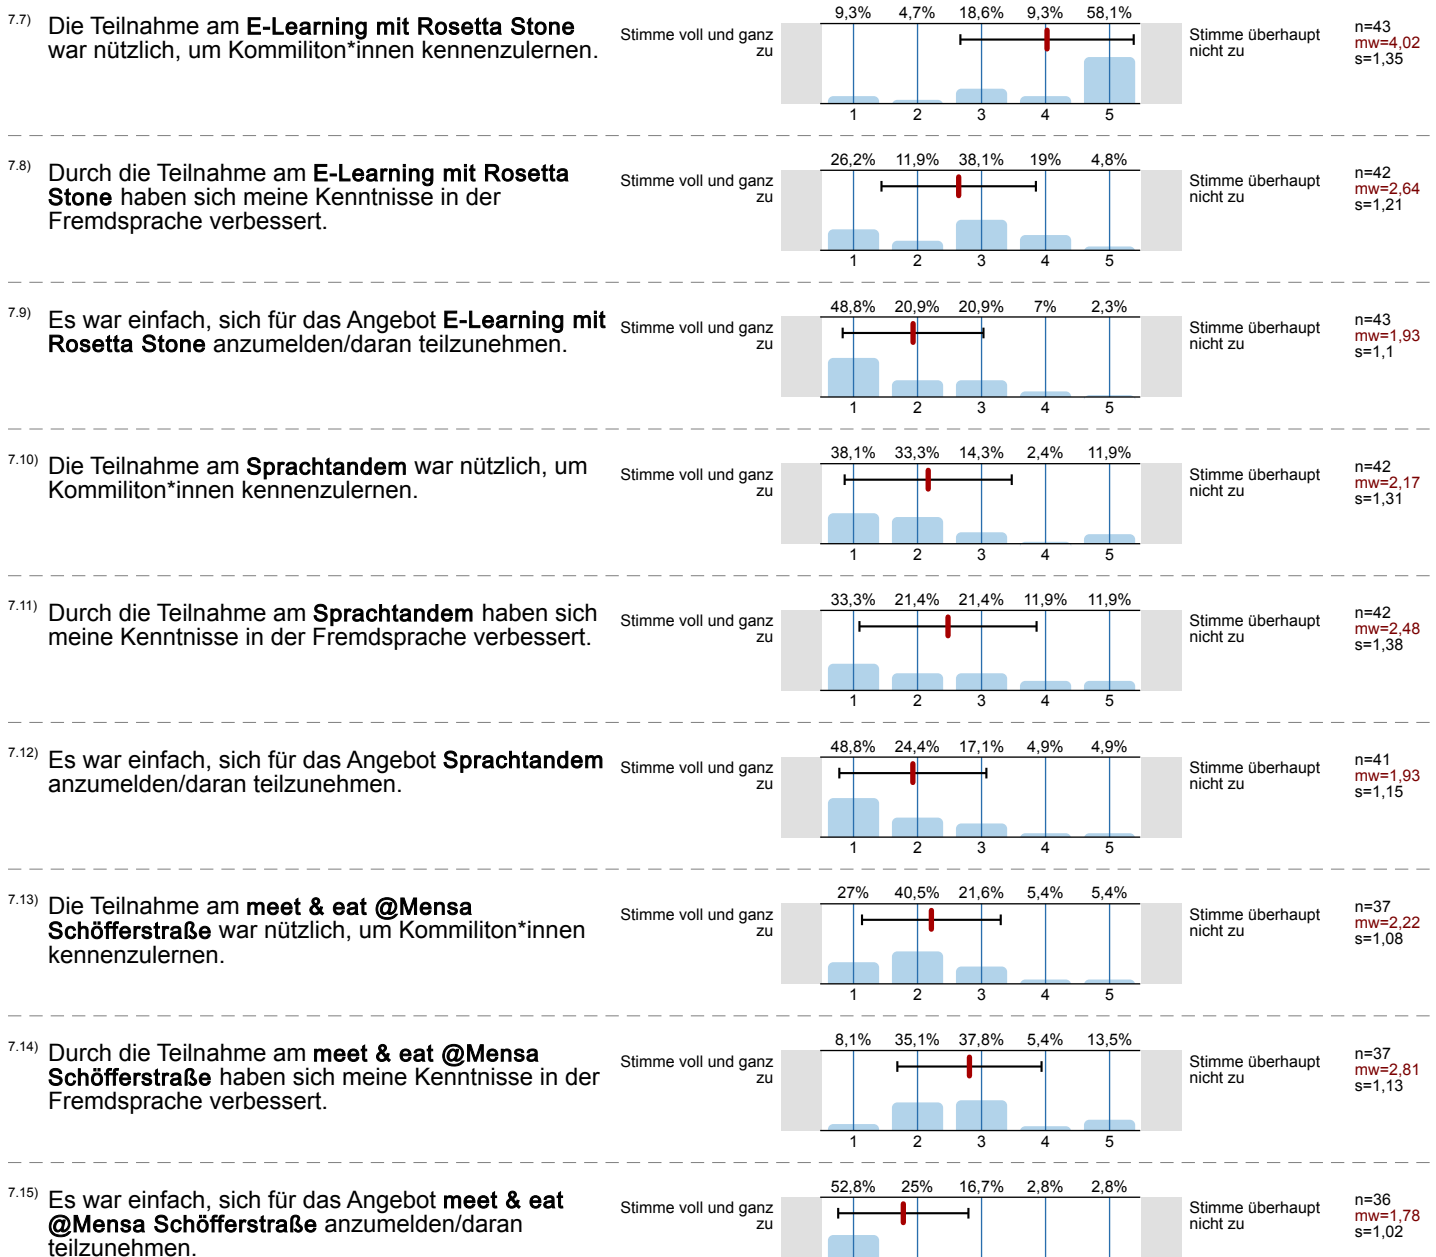 7.7) Die Teilnahme am E-Learning mit Rosetta Stone
war nützlich, um Kommiliton*innen kennenzulernen.
Stimme voll und ganz
zu
9,3% 4,7% 18,6% 9,3% 58,1%
1 2 3 4 5
Stimme überhaupt
nicht zu
n=43
mw=4,02
s=1,35
7.8) Durch die Teilnahme am E-Learning mit Rosetta
Stone haben sich meine Kenntnisse in der
Fremdsprache verbessert.
Stimme voll und ganz
zu
26,2% 11,9% 38,1% 19% 4,8%
1 2 3 4 5
Stimme überhaupt
nicht zu
n=42
mw=2,64
s=1,21
7.9) Es war einfach, sich für das Angebot E-Learning mit
Rosetta Stone anzumelden/daran teilzunehmen.
Stimme voll und ganz
zu
48,8% 20,9% 20,9% 7% 2,3%
1 2 3 4 5
Stimme überhaupt
nicht zu
n=43
mw=1,93
s=1,1
7.10) Die Teilnahme am Sprachtandem war nützlich, um
Kommiliton*innen kennenzulernen.
Stimme voll und ganz
zu
38,1% 33,3% 14,3% 2,4% 11,9%
1 2 3 4 5
Stimme überhaupt
nicht zu
n=42
mw=2,17
s=1,31
7.11) Durch die Teilnahme am Sprachtandem haben sich
meine Kenntnisse in der Fremdsprache verbessert.
Stimme voll und ganz
zu
33,3% 21,4% 21,4% 11,9% 11,9%
1 2 3 4 5
Stimme überhaupt
nicht zu
n=42
mw=2,48
s=1,38
7.12) Es war einfach, sich für das Angebot Sprachtandem
anzumelden/daran teilzunehmen.
Stimme voll und ganz
zu
48,8% 24,4% 17,1% 4,9% 4,9%
1 2 3 4 5
Stimme überhaupt
nicht zu
n=41
mw=1,93
s=1,15
7.13) Die Teilnahme am meet & eat @Mensa
Schöfferstraße war nützlich, um Kommiliton*innen
kennenzulernen.
Stimme voll und ganz
zu
27% 40,5% 21,6% 5,4% 5,4%
1 2 3 4 5
Stimme überhaupt
nicht zu
n=37
mw=2,22
s=1,08
7.14) Durch die Teilnahme am meet & eat @Mensa
Schöfferstraße haben sich meine Kenntnisse in der
Fremdsprache verbessert.
Stimme voll und ganz
zu
8,1% 35,1% 37,8% 5,4% 13,5%
1 2 3 4 5
Stimme überhaupt
nicht zu
n=37
mw=2,81
s=1,13
7.15) Es war einfach, sich für das Angebot meet & eat
@Mensa Schöfferstraße anzumelden/daran
teilzunehmen.
Stimme voll und ganz
zu
52,8% 25% 16,7% 2,8% 2,8%
Stimme überhaupt
nicht zu
n=36
mw=1,78
s=1,02